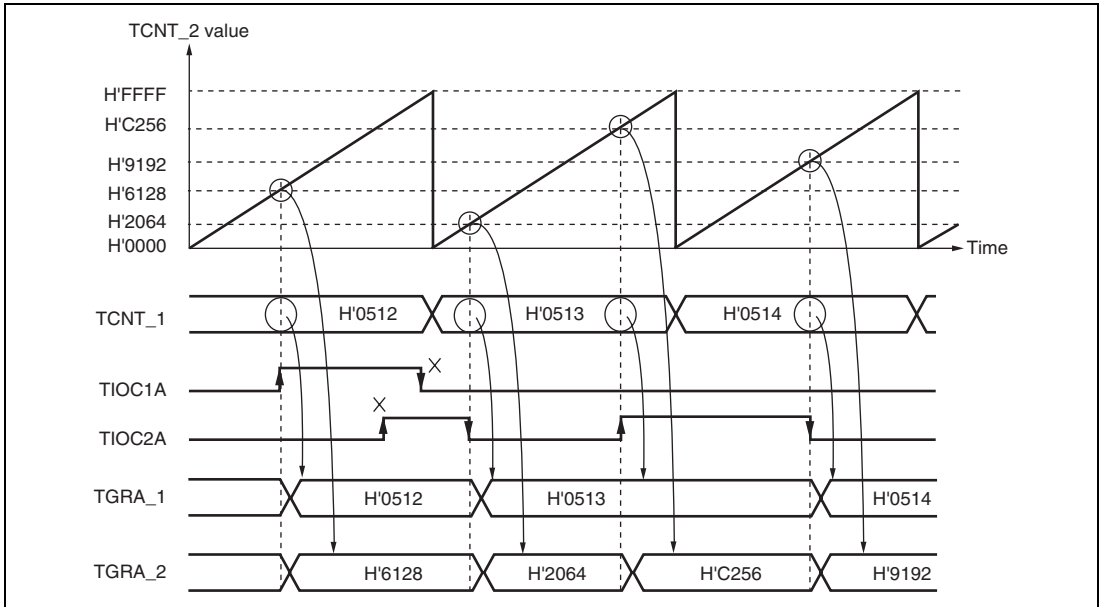 TCNT_2 value
H'FFFF
H'C256
H'9192
H'6128
H'2064
H'0000
Time
TCNT_1 H'0512 H'0513 H'0514
TIOC1A
TIOC2A
TGRA_1 H'0512 H'0513 H'0514
TGRA_2 H'6128 H'2064 H'C256 H'9192